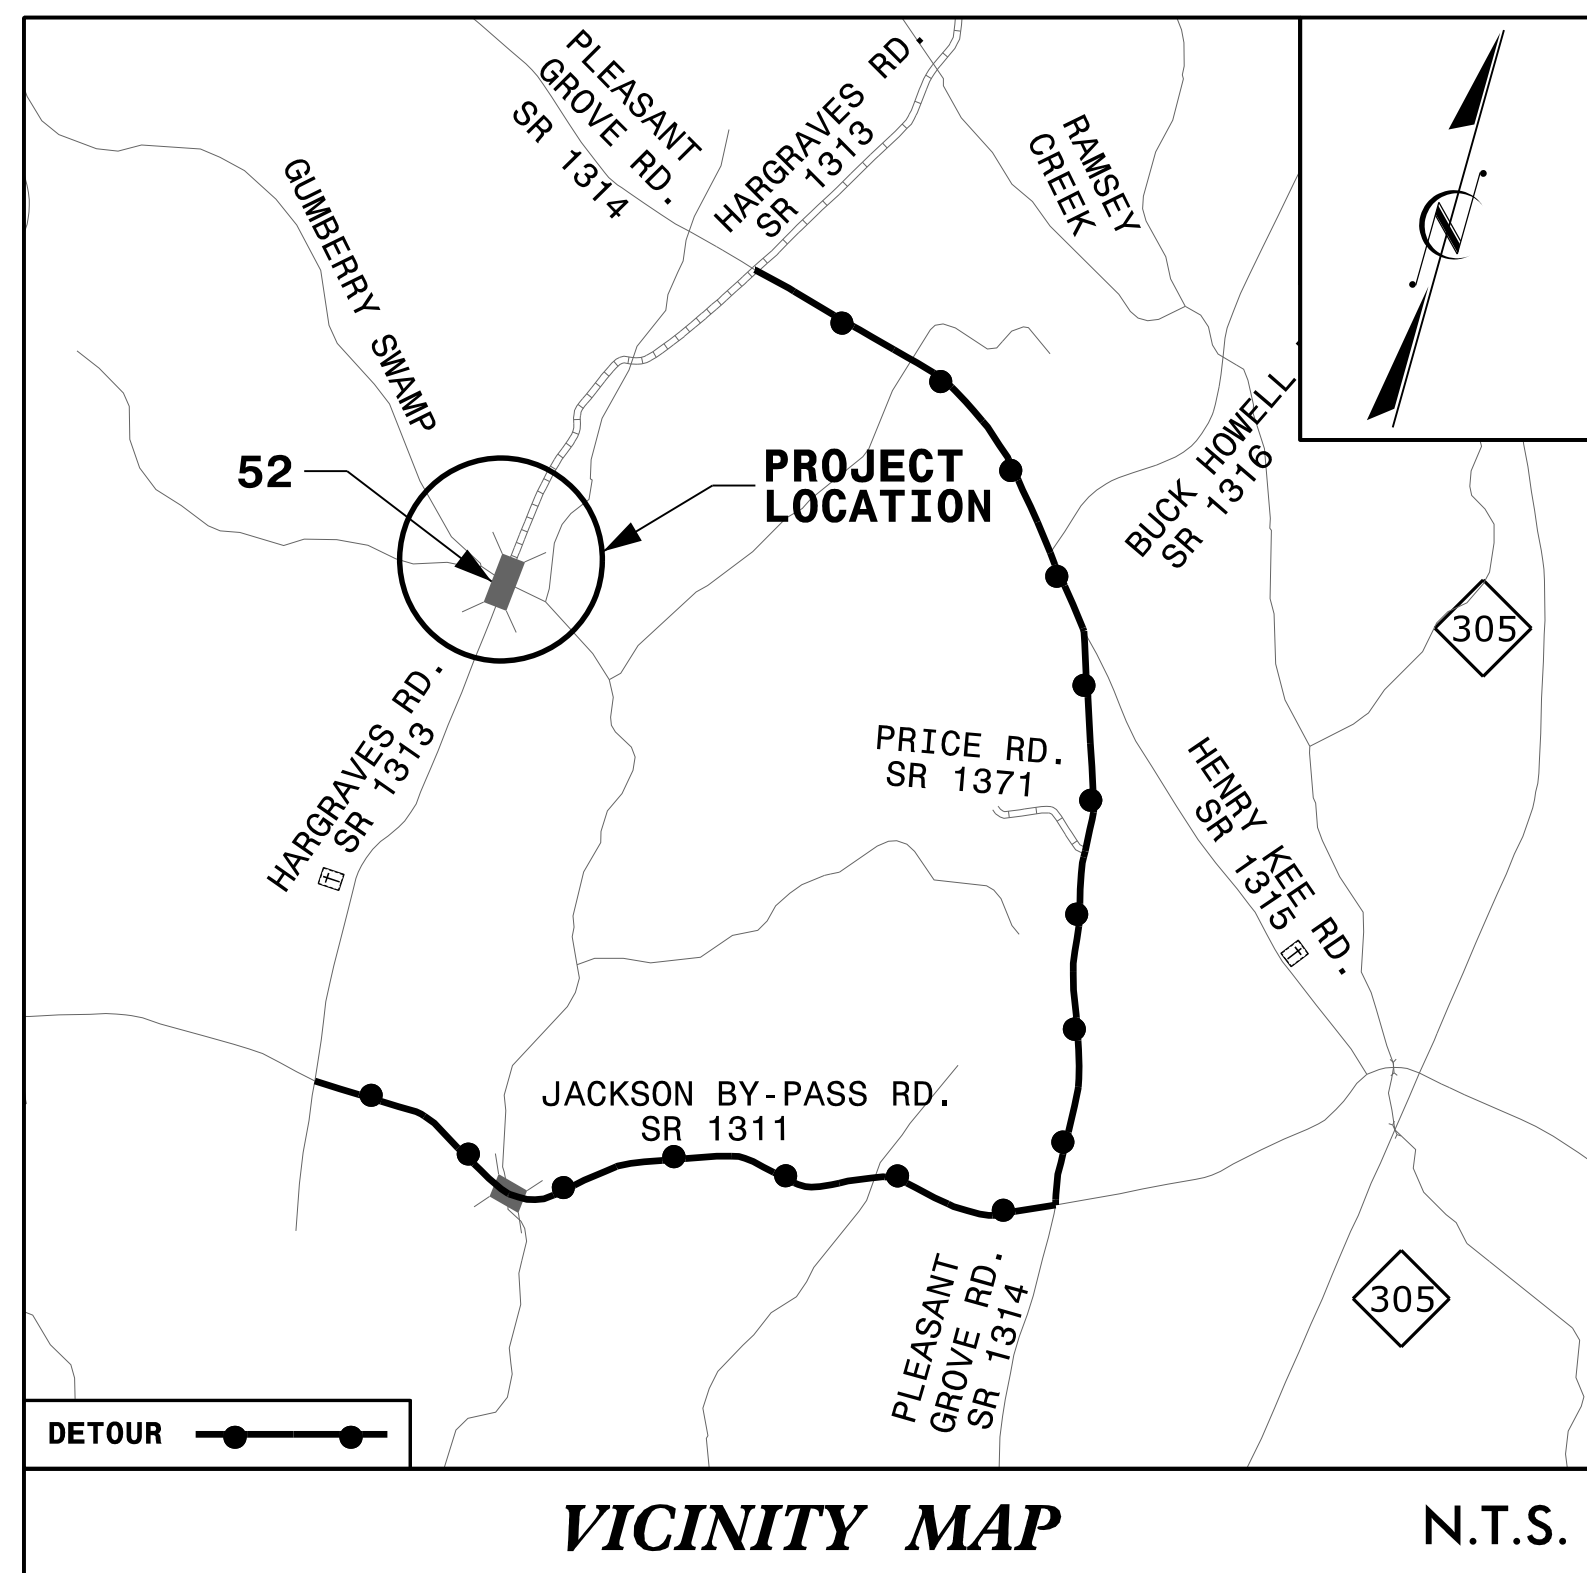 PLEASANT
GROVE RD.
SR 1314
HARGRAVES RD.
SR 1313
RAMSEY
CREEK
GUMBERRY SWAMP
N
BUCK HOWELL
SR 1316
52
PROJECT
LOCATION
305
HARGRAVES RD.
SR 1313
PRICE RD.
SR 1371
HENRY KEE RD.
SR 1315
JACKSON BY-PASS RD.
SR 1311
PLEASANT
GROVE RD.
SR 1314
305
DETOUR
VICINITY MAP
N.T.S.